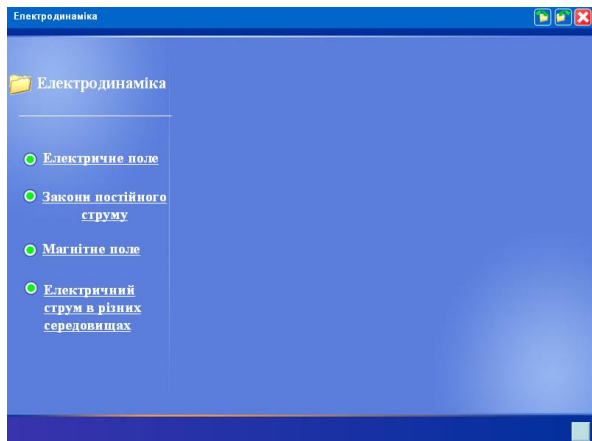 Електродинаміка
Електродинаміка
Електричне поле
Закони постійного
струму
Магнітне поле
Електричний
струм в різних
середовищах